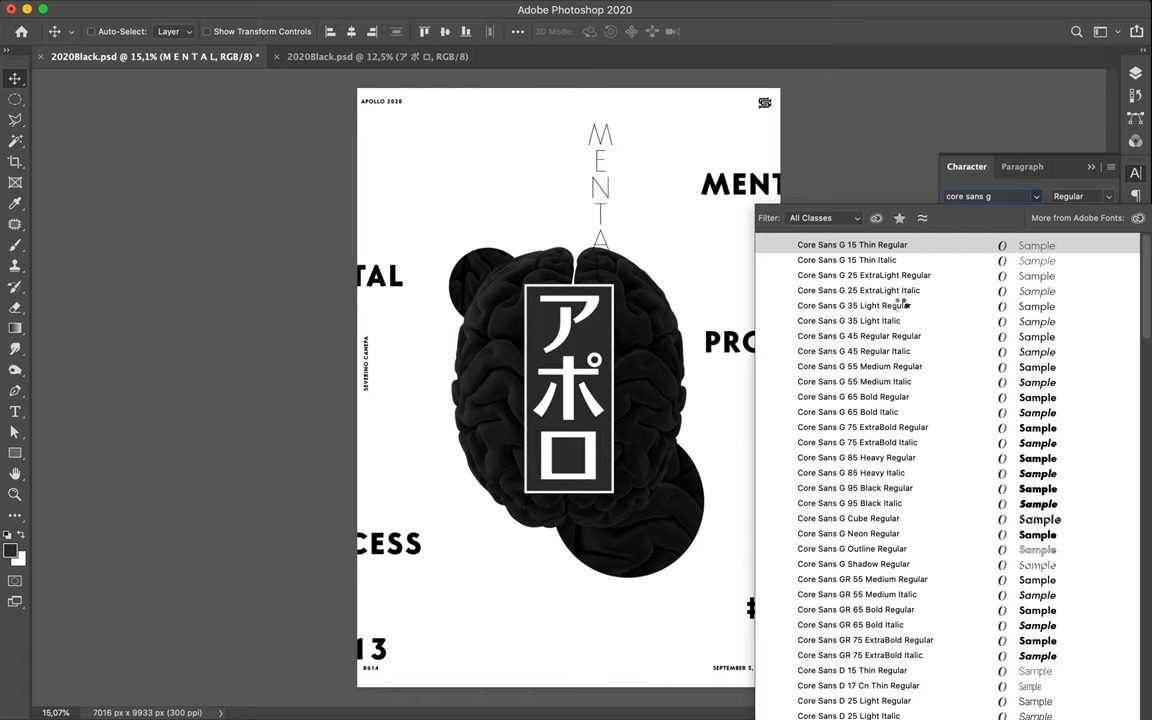 Adobe Photoshop 2020
Auto-Select: Layer Show Transform Controls 3D Mode:
2020Black.psd @ 15,1% (M E N T A L, RGB/8) * 2020Black.psd @ 12,5% (ア ポ ロ, RGB/8)
APOLLO 2020
M
E
N
T
A
MENT
TAL
SEVERINO CANEPA
アポロ
PRO
CESS
#
13
#614
SEPTEMBER 5,
Character Paragraph
core sans g Regular
Filter: All Classes More from Adobe Fonts:
Core Sans G 15 Thin Regular Sample
Core Sans G 15 Thin Italic Sample
Core Sans G 25 ExtraLight Regular Sample
Core Sans G 25 ExtraLight Italic Sample
Core Sans G 35 Light Regular Sample
Core Sans G 35 Light Italic Sample
Core Sans G 45 Regular Regular Sample
Core Sans G 45 Regular Italic Sample
Core Sans G 55 Medium Regular Sample
Core Sans G 55 Medium Italic Sample
Core Sans G 65 Bold Regular Sample
Core Sans G 65 Bold Italic Sample
Core Sans G 75 ExtraBold Regular Sample
Core Sans G 75 ExtraBold Italic Sample
Core Sans G 85 Heavy Regular Sample
Core Sans G 85 Heavy Italic Sample
Core Sans G 95 Black Regular Sample
Core Sans G 95 Black Italic Sample
Core Sans G Cube Regular Sample
Core Sans G Neon Regular Sample
Core Sans G Outline Regular Sample
Core Sans G Shadow Regular Sample
Core Sans GR 55 Medium Regular Sample
Core Sans GR 55 Medium Italic Sample
Core Sans GR 65 Bold Regular Sample
Core Sans GR 65 Bold Italic Sample
Core Sans GR 75 ExtraBold Regular Sample
Core Sans GR 75 ExtraBold Italic Sample
Core Sans D 15 Thin Regular Sample
Core Sans D 17 Cn Thin Regular Sample
Core Sans D 25 Light Regular Sample
Core Sans D 25 Light Italic Sample
15,07% 7016 px x 9933 px (300 ppi)